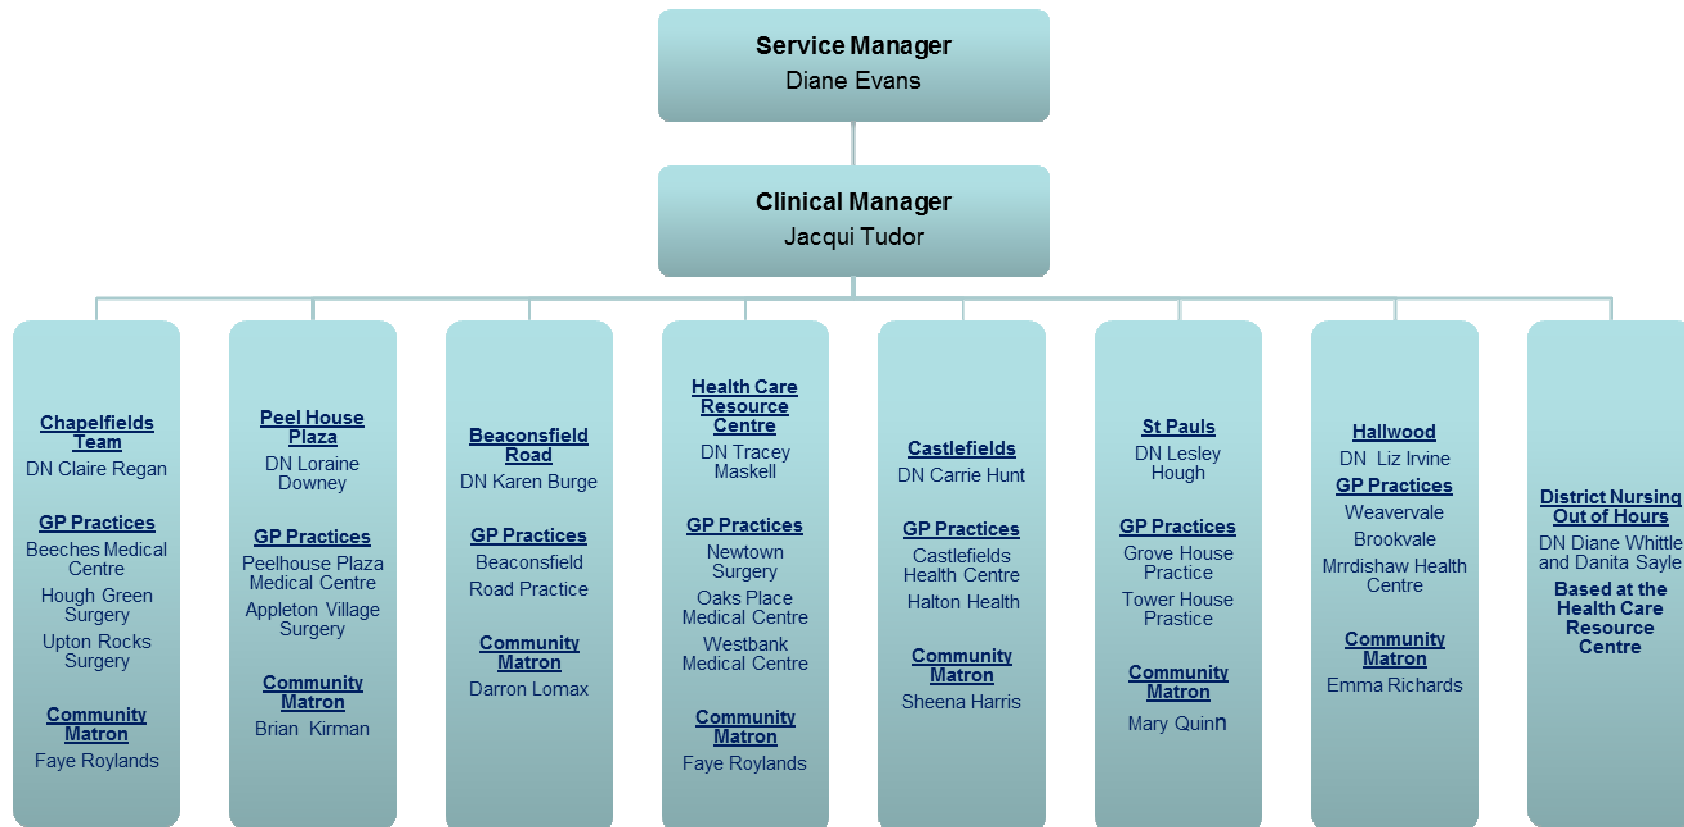 Service Manager
Diane Evans
Clinical Manager
Jacqui Tudor
Chapelfields
Team
DN Claire Regan
GP Practices
Beeches Medical
Centre
Hough Green
Surgery
Upton Rocks
Surgery
Community
Matron
Faye Roylands
Peel House
Plaza
DN Loraine
Downey
GP Practices
Peelhouse Plaza
Medical Centre
Appleton Village
Surgery
Community
Matron
Brian Kirman
Beaconsfield
Road
DN Karen Burge
GP Practices
Beaconsfield
Road Practice
Community
Matron
Darron Lomax
Health Care
Resource
Centre
DN Tracey
Maskell
GP Practices
Newtown
Surgery
Oaks Place
Medical Centre
Westbank
Medical Centre
Community
Matron
Faye Roylands
Castlefields
DN Carrie Hunt
GP Practices
Castlefields
Health Centre
Halton Health
Community
Matron
Sheena Harris
St Pauls
DN Lesley
Hough
GP Practices
Grove House
Practice
Tower House
Prastice
Community
Matron
Mary Quinn
Hallwood
DN Liz Irvine
GP Practices
Weavervale
Brookvale
Mrrdishaw Health
Centre
Community
Matron
Emma Richards
District Nursing
Out of Hours
DN Diane Whittle
and Danita Sayle
Based at the
Health Care
Resource
Centre